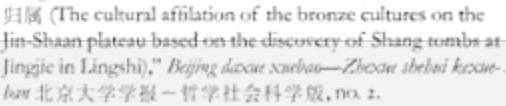 归属 (The cultural affilation of the bronze cultures on the
Jin-Shaan plateau based on the discovery of Shang tombs at
Jingjie in Lingshi)," Beijing daxue xuebao—Zhexue shehui kexue-
ban 北京大学学报－哲学社会科学版, no. 2.